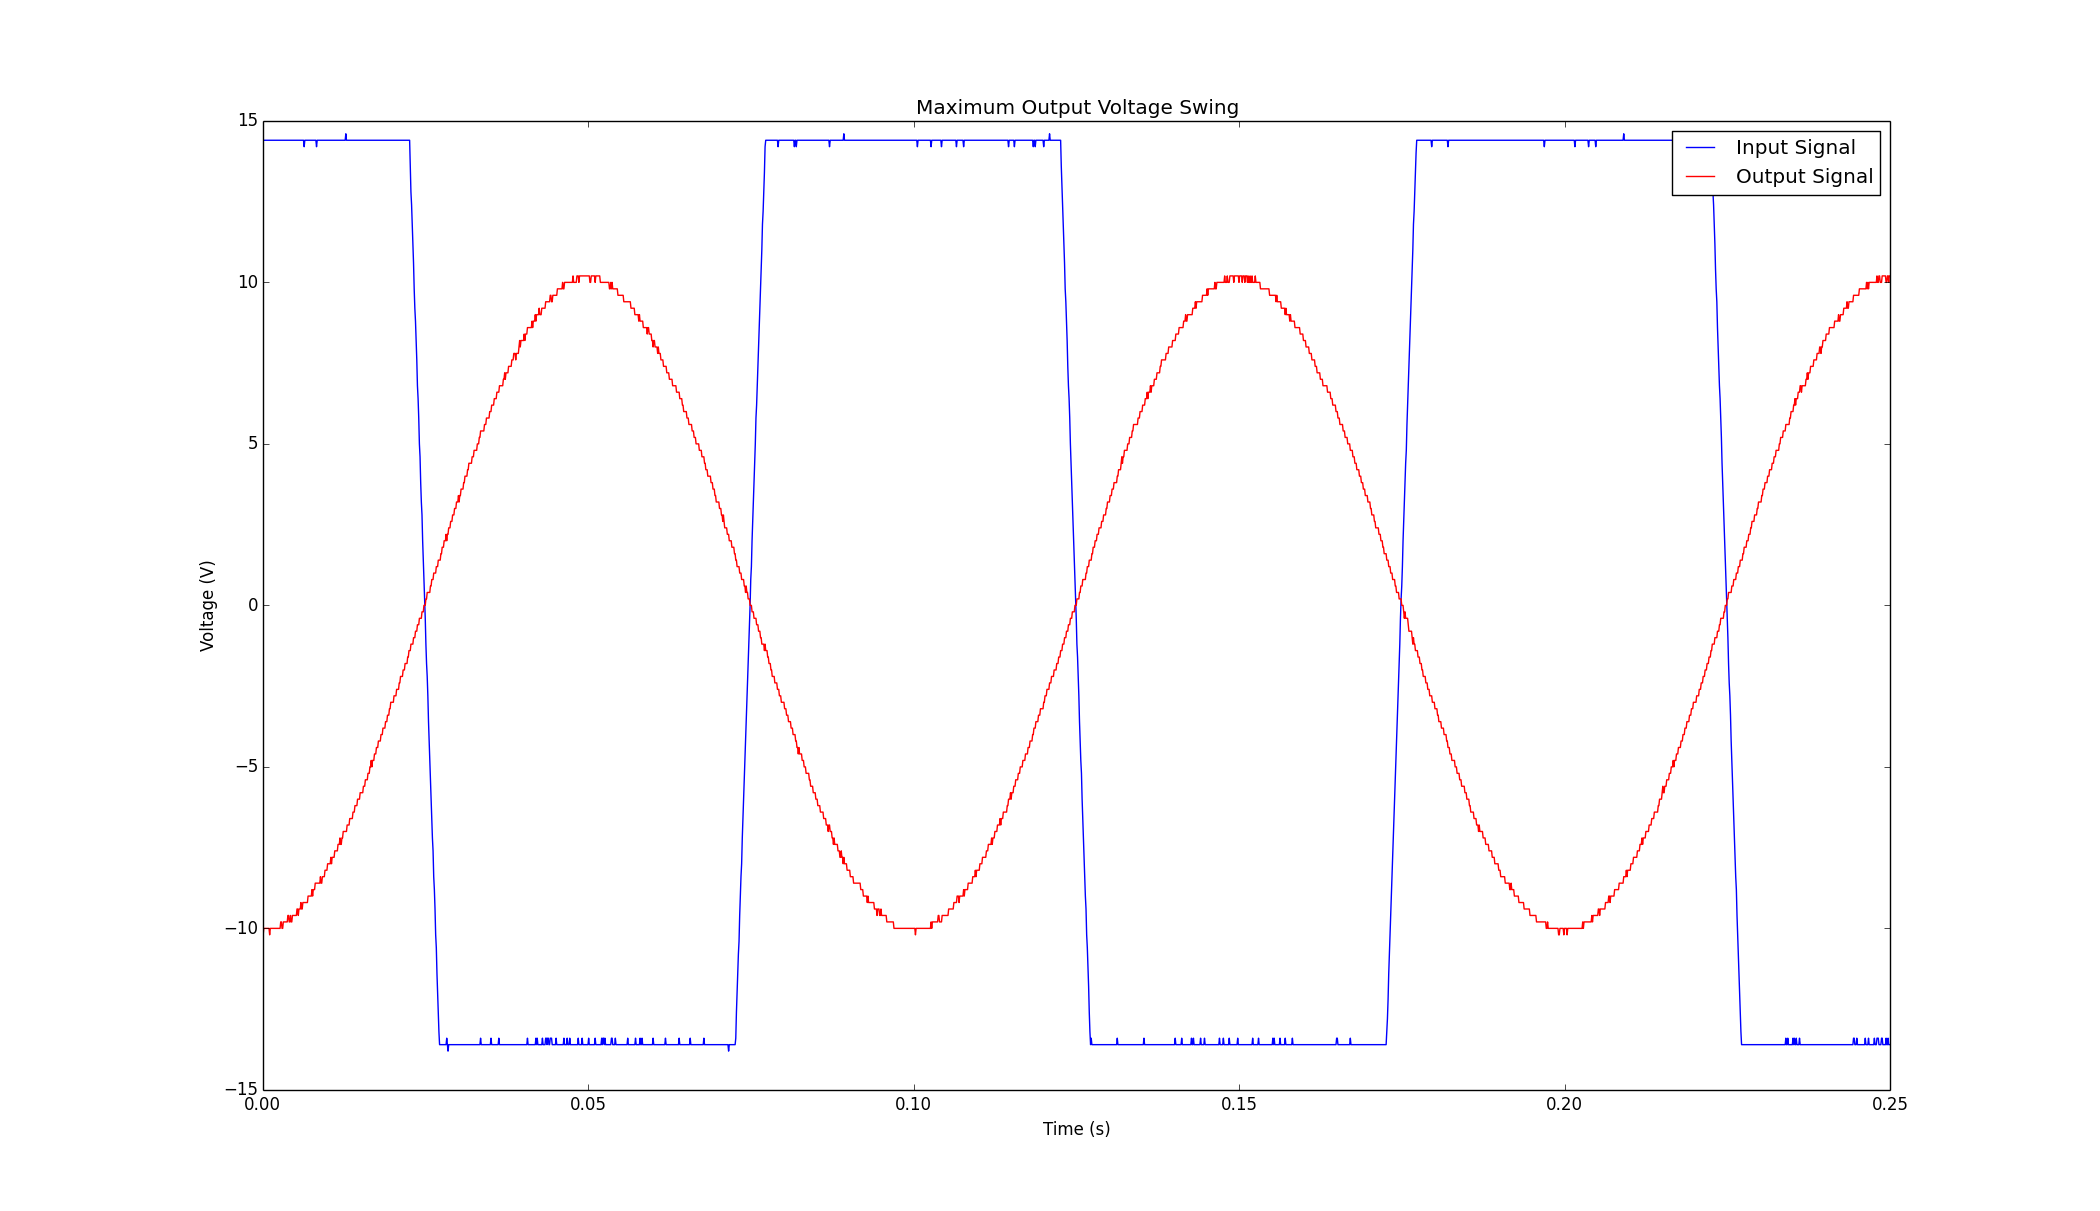 Maximum Output Voltage Swing
15
10
5
0
−5
−10
−15
Voltage (V)
Input Signal
Output Signal
0.00 0.05 0.10 0.15 0.20 0.25
Time (s)